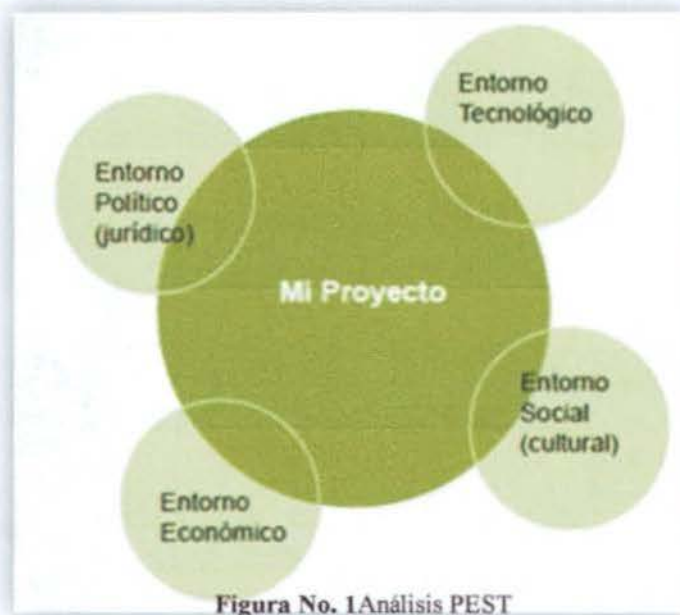 Entorno
Tecnológico
Entorno
Político
(jurídico)
Mi Proyecto
Entorno
Social
(cultural)
Entorno
Económico
Figura No. 1Análisis PEST